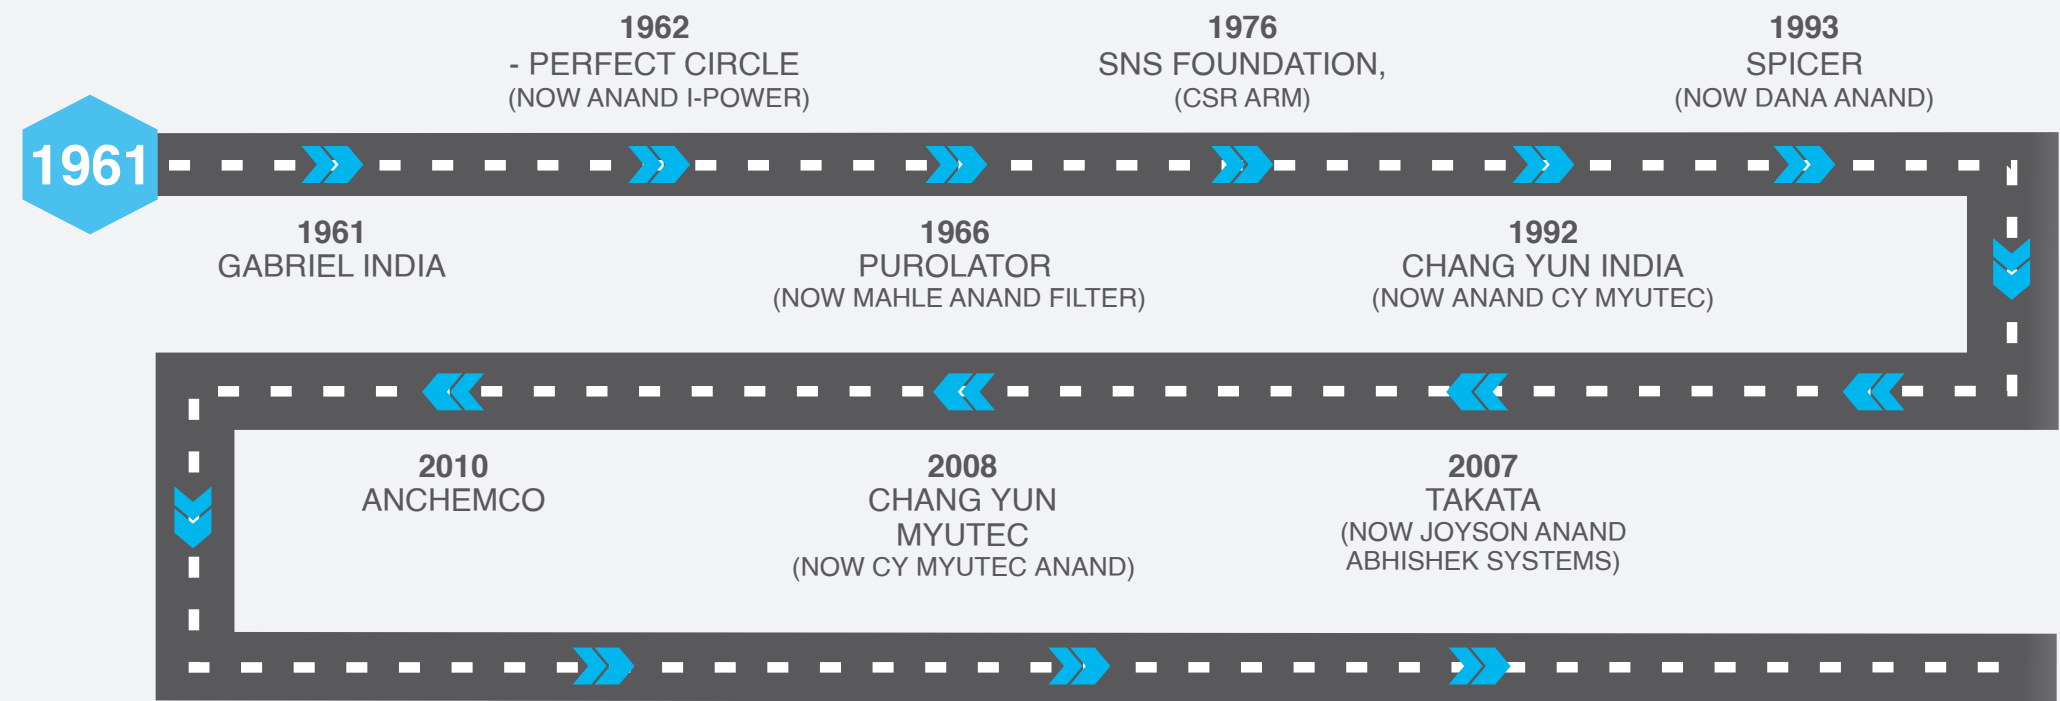 1961
1961
GABRIEL INDIA
1962
- PERFECT CIRCLE
(NOW ANAND I-POWER)
1966
PUROLATOR
(NOW MAHLE ANAND FILTER)
1976
SNS FOUNDATION,
(CSR ARM)
1992
CHANG YUN INDIA
(NOW ANAND CY MYUTEC)
1993
SPICER
(NOW DANA ANAND)
2007
TAKATA
(NOW JOYSON ANAND
ABHISHEK SYSTEMS)
2008
CHANG YUN
MYUTEC
(NOW CY MYUTEC ANAND)
2010
ANCHEMCO